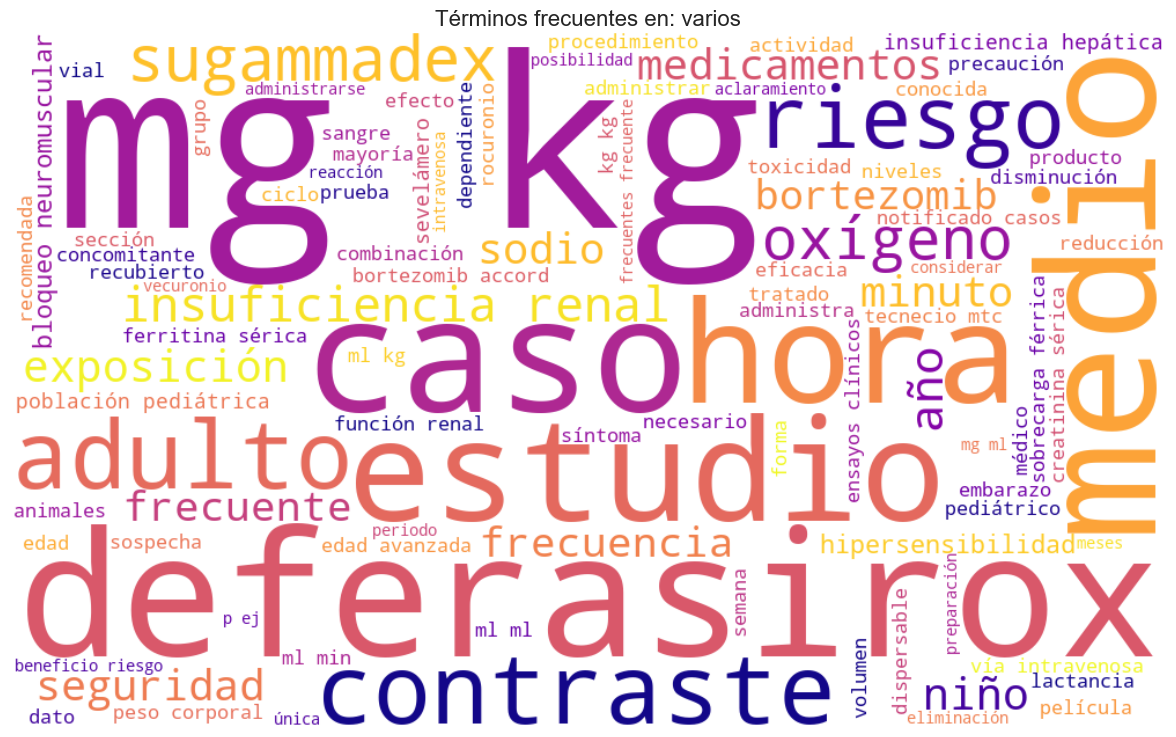 Términos frecuentes en: varios
sugammadex
procedimiento
actividad
insuficiencia hepática
vial
posibilidad
medicamentos
precaución
mg kg
administrarse
efecto
administrar
aclaramiento
conocida
riesgo
medio
bloqueo neuromuscular
grupo
sangre
mayoría
reacción
ciclo
prueba
sevelámero
intravenosa
dependiente
rocuronio
kg kg
frecuentes frecuente
toxicidad
niveles
producto
disminución
bortezomib
notificado casos
recomendada
sección
concomitante
recubierto
vecuronio
combinación
bortezomib accord
sodio
oxígeno
reducción
eficacia
considerar
insuficiencia renal
tratado
minuto
administra
tecnecio mtc
ferritina sérica
ml kg
caso
hora
exposición
año
ensayos clínicos
sobrecarga férrica
creatinina sérica
médico
población pediátrica
función renal
necesario
síntoma
forma
mg ml
adulto
estudio
frecuente
embarazo
pediátrico
animales
periodo
edad
sospecha
edad avanzada
frecuencia
hipersensibilidad
meses
deferasirox
p ej
ml ml
semana
preparación
dispersable
volumen
beneficio riesgo
ml min
contraste
vía intravenosa
seguridad
niño
lactancia
dato
peso corporal
única
película
eliminación